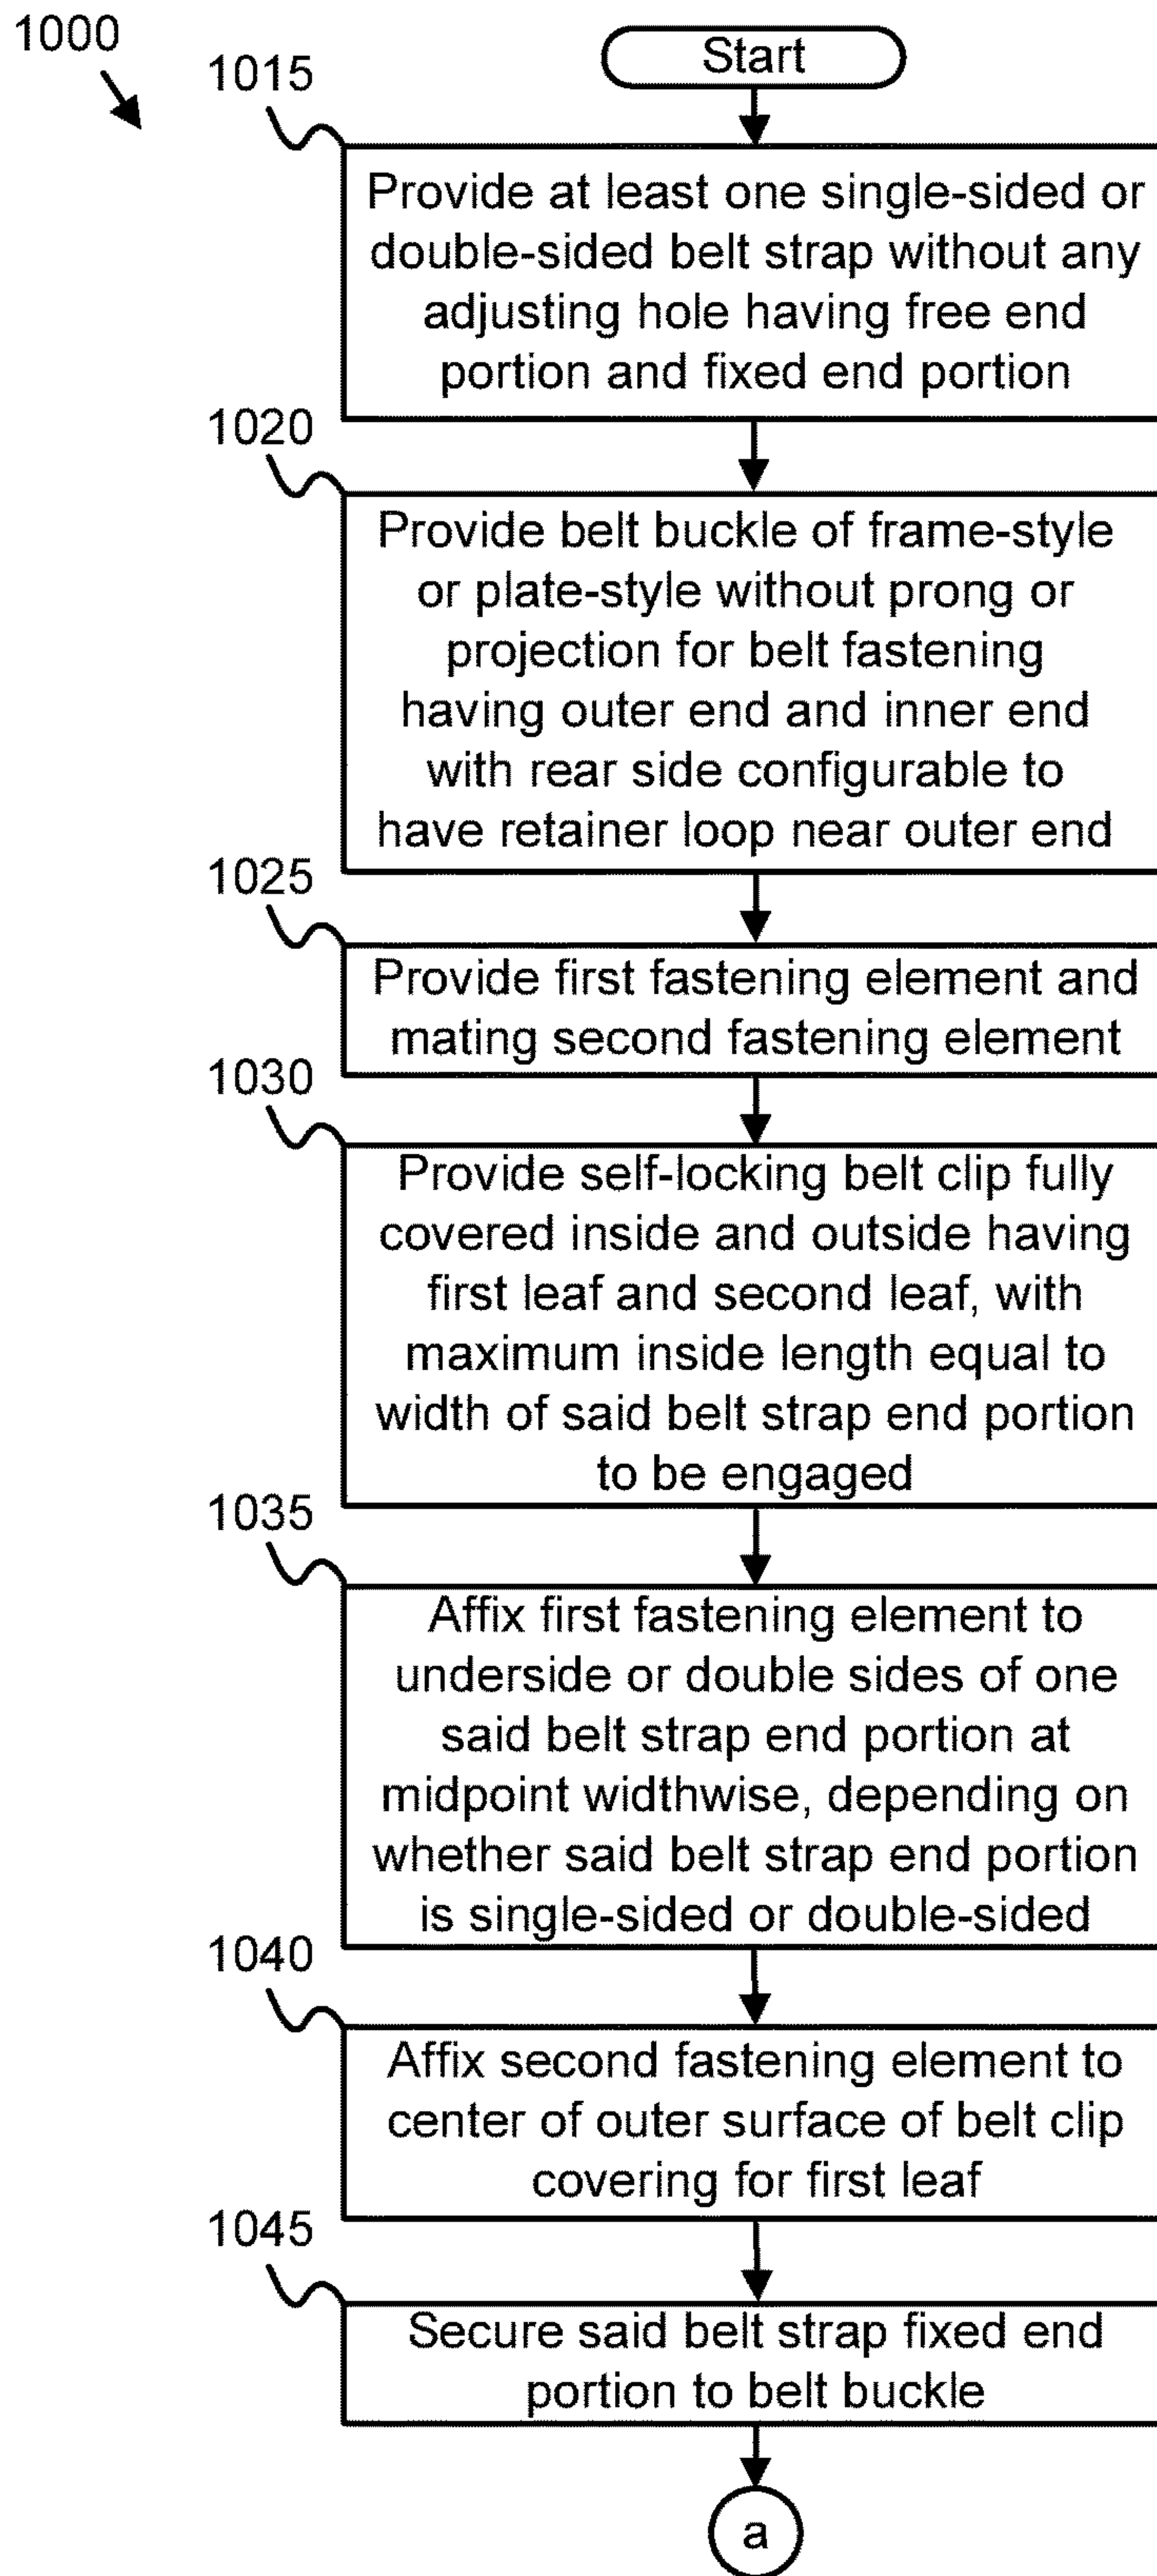 1000
Start
1015
Provide at least one single-sided or
double-sided belt strap without any
adjusting hole having free end
portion and fixed end portion
1020
Provide belt buckle of frame-style
or plate-style without prong or
projection for belt fastening
having outer end and inner end
with rear side configurable to
have retainer loop near outer end
1025
Provide first fastening element and
mating second fastening element
1030
Provide self-locking belt clip fully
covered inside and outside having
first leaf and second leaf, with
maximum inside length equal to
width of said belt strap end portion
to be engaged
1035
Affix first fastening element to
underside or double sides of one
said belt strap end portion at
midpoint widthwise, depending on
whether said belt strap end portion
is single-sided or double-sided
1040
Affix second fastening element to
center of outer surface of belt clip
covering for first leaf
1045
Secure said belt strap fixed end
portion to belt buckle
a